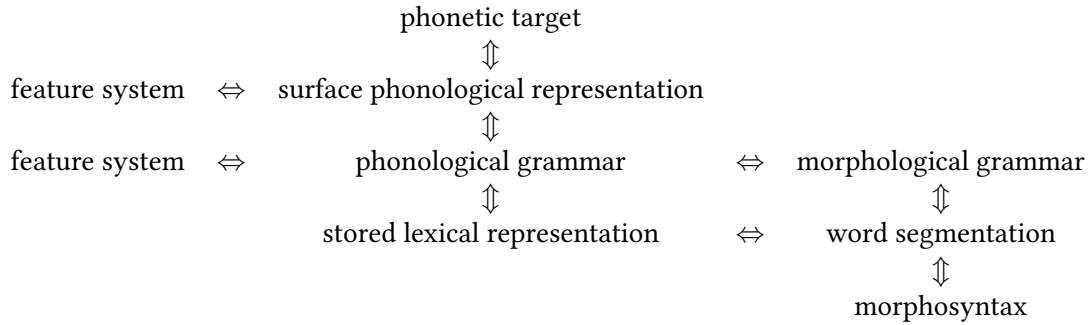 phonetic target
⇕
feature system ⇔ surface phonological representation
⇕
feature system ⇔ phonological grammar ⇔ morphological grammar
⇕ ⇕
stored lexical representation ⇔ word segmentation
⇕
morphosyntax